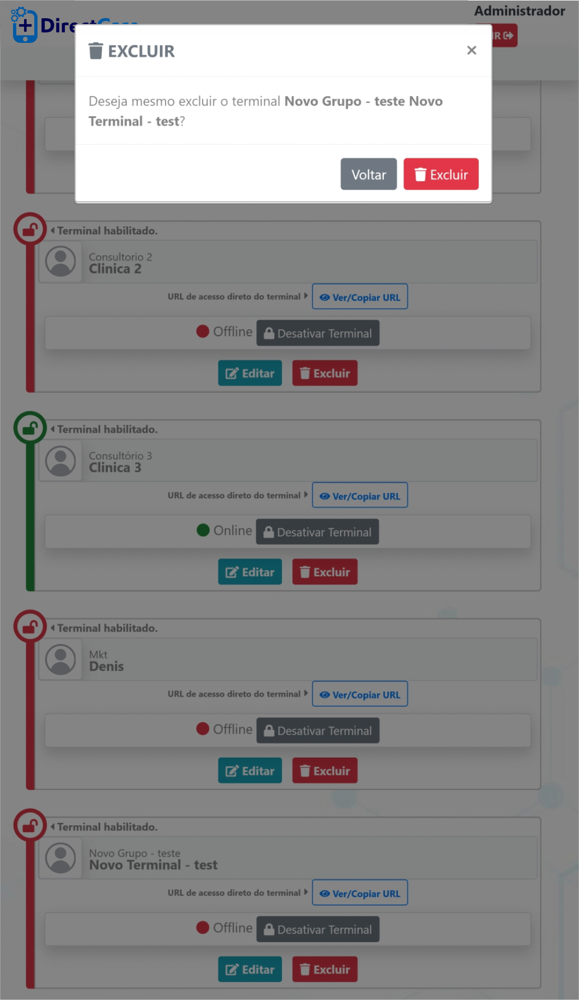 Administrador
EXCLUIR
×
Deseja mesmo excluir o terminal Novo Grupo - teste Novo
Terminal - test?
Voltar
Excluir
Terminal habilitado.
Consultorio 2
Clinica 2
URL de acesso direto do terminal
Ver/Copiar URL
Offline
Desativar Terminal
Editar
Excluir
Terminal habilitado.
Consultório 3
Clinica 3
URL de acesso direto do terminal
Ver/Copiar URL
Online
Desativar Terminal
Editar
Excluir
Terminal habilitado.
Mkt
Denis
URL de acesso direto do terminal
Ver/Copiar URL
Offline
Desativar Terminal
Editar
Excluir
Terminal habilitado.
Novo Grupo - teste
Novo Terminal - test
URL de acesso direto do terminal
Ver/Copiar URL
Offline
Desativar Terminal
Editar
Excluir